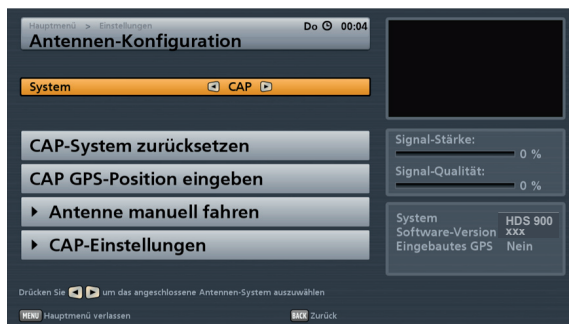 Hauptmenü > Einstellungen
Do 00:04
Antennen-Konfiguration
System CAP
CAP-System zurücksetzen
CAP GPS-Position eingeben
Antenne manuell fahren
CAP-Einstellungen
Signal-Stärke:
0 %
Signal-Qualität:
0 %
System HDS 900
Software-Version xxx
Eingebautes GPS Nein
Drücken Sie um das angeschlossene Antennen-System auszuwählen
MENU Hauptmenü verlassen
BACK Zurück